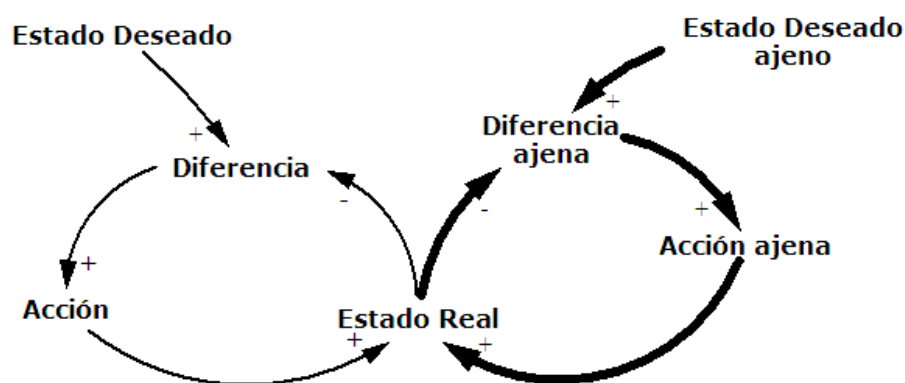 Estado Deseado
Estado Deseado
ajeno
+
+
Diferencia
ajena
Diferencia
-
-
+
Acción ajena
+
Acción
Estado Real
+
+